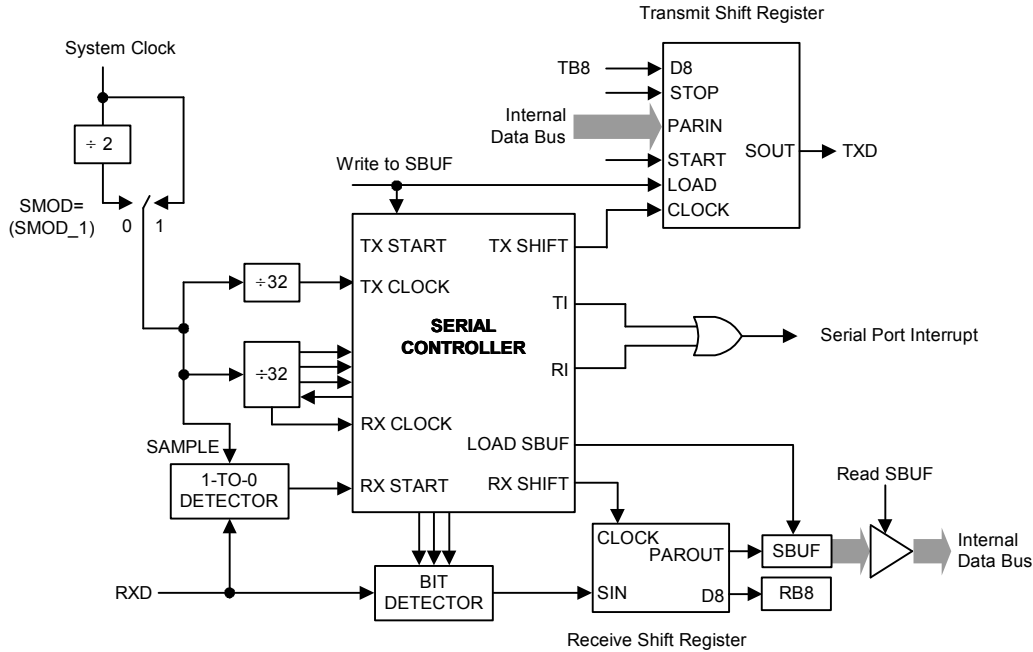 Transmit Shift Register
System Clock
÷ 2
SMOD=
(SMOD_1)
0
1
TB8
Internal
Data Bus
D8
STOP
PARIN
START
LOAD
CLOCK
SOUT
TXD
Write to SBUF
÷32
÷32
TX START
TX CLOCK
SERIAL
CONTROLLER
RX CLOCK
RX START
TX SHIFT
TI
RI
LOAD SBUF
RX SHIFT
Serial Port Interrupt
SAMPLE
1-TO-0
DETECTOR
RXD
BIT
DETECTOR
CLOCK
PAROUT
SIN
D8
Receive Shift Register
SBUF
RB8
Read SBUF
Internal
Data Bus